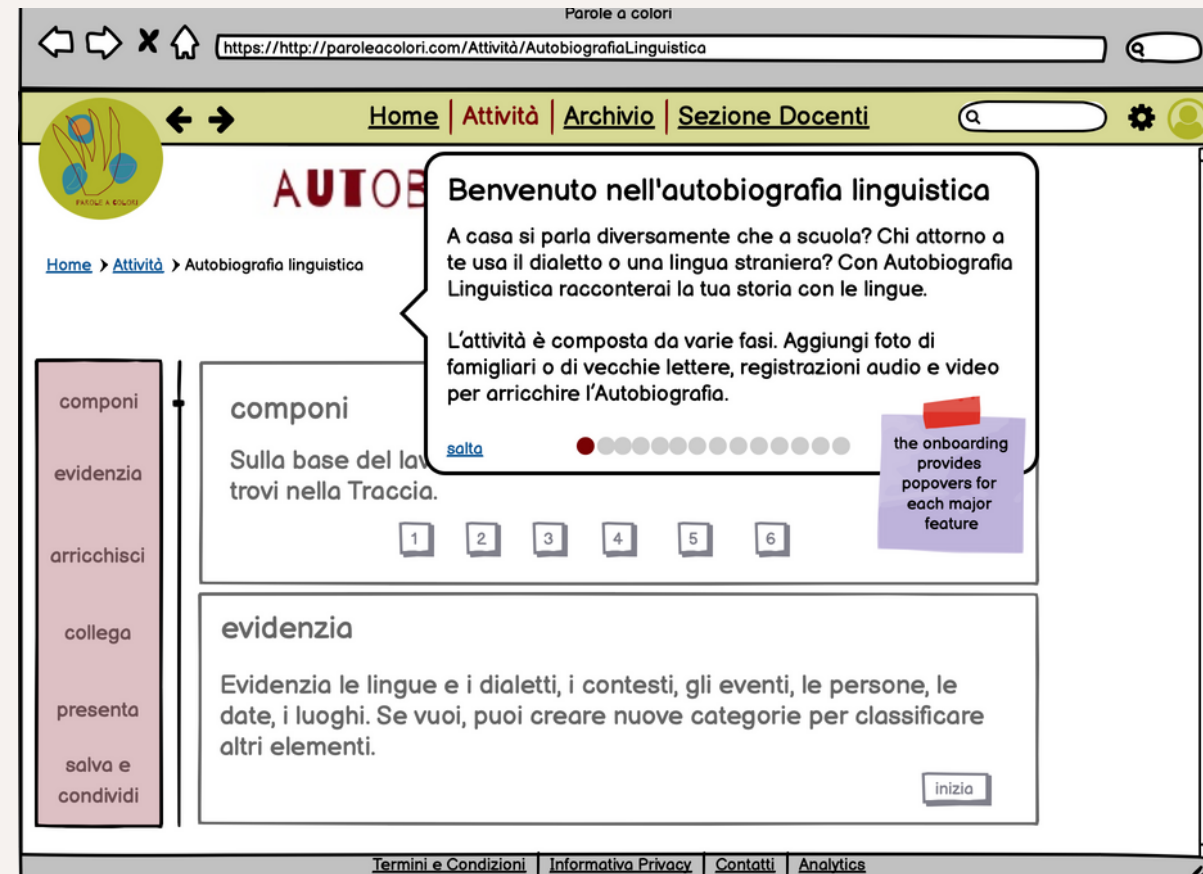 Parole a colori
https://http://paroleacolori.com/Attività/AutobiografiaLinguistica
Home | Attività | Archivio | Sezione Docenti
PAROLE A COLORI
AUTOB
Home > Attività > Autobiografia linguistica
Benvenuto nell'autobiografia linguistica
A casa si parla diversamente che a scuola? Chi attorno a
te usa il dialetto o una lingua straniera? Con Autobiografia
Linguistica racconterai la tua storia con le lingue.
L'attività è composta da varie fasi. Aggiungi foto di
famigliari o di vecchie lettere, registrazioni audio e video
per arricchire l'Autobiografia.
salta
the onboarding
provides
popovers for
each major
feature
componi
evidenzia
arricchisci
collega
presenta
salva e
condividi
componi
Sulla base del lav
trovi nella Traccia.
1 2 3 4 5 6
evidenzia
Evidenzia le lingue e i dialetti, i contesti, gli eventi, le persone, le
date, i luoghi. Se vuoi, puoi creare nuove categorie per classificare
altri elementi.
inizia
Termini e Condizioni | Informativa Privacy | Contatti | Analytics